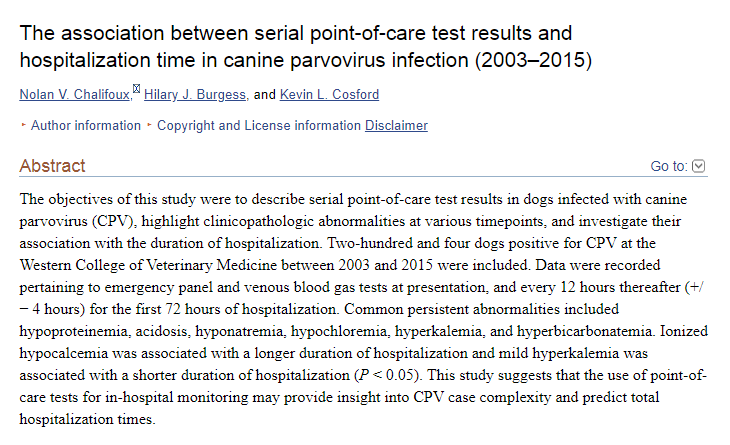 The association between serial point-of-care test results and
hospitalization time in canine parvovirus infection (2003–2015)
Nolan V. Chalifoux, Hilary J. Burgess, and Kevin L. Cosford
Author information Copyright and License information Disclaimer
Abstract
Go to:
The objectives of this study were to describe serial point-of-care test results in dogs infected with canine
parvovirus (CPV), highlight clinicopathologic abnormalities at various timepoints, and investigate their
association with the duration of hospitalization. Two-hundred and four dogs positive for CPV at the
Western College of Veterinary Medicine between 2003 and 2015 were included. Data were recorded
pertaining to emergency panel and venous blood gas tests at presentation, and every 12 hours thereafter (+/
− 4 hours) for the first 72 hours of hospitalization. Common persistent abnormalities included
hypoproteinemia, acidosis, hyponatremia, hypochloremia, hyperkalemia, and hyperbicarbonatemia. Ionized
hypocalcemia was associated with a longer duration of hospitalization and mild hyperkalemia was
associated with a shorter duration of hospitalization (P < 0.05). This study suggests that the use of point-of-
care tests for in-hospital monitoring may provide insight into CPV case complexity and predict total
hospitalization times.